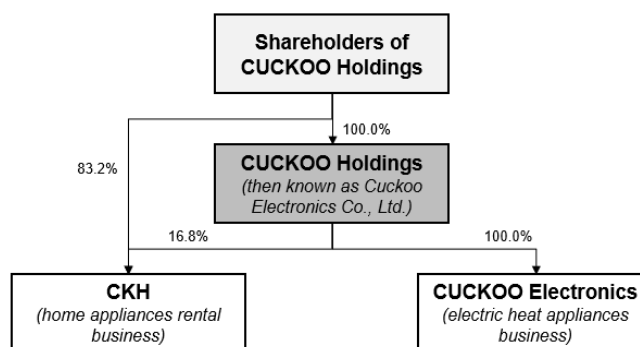 Shareholders of
CUCKOO Holdings
100.0%
83.2%
CUCKOO Holdings
(then known as Cuckoo
Electronics Co., Ltd.)
16.8%
100.0%
CKH
(home appliances rental
business)
CUCKOO Electronics
(electric heat appliances
business)